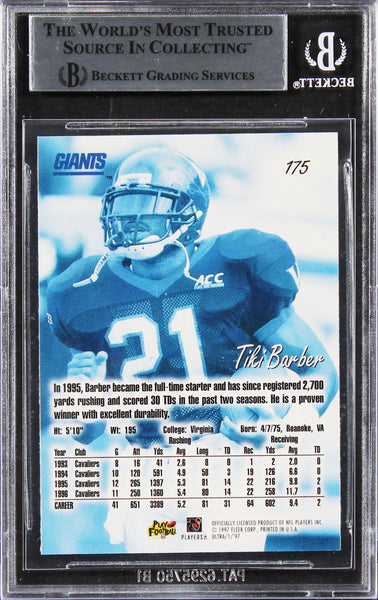 THE WORLD'S MOST TRUSTED
SOURCE IN COLLECTING™
BECKETT GRADING SERVICES
BECKETT
GIANTS™
175
ACC
21
Tiki Barber
In 1995, Barber became the full-time starter and has since registered 2,700
yards rushing and scored 30 TDs in the past two seasons. He is a proven
winner with excellent durability.
Ht: 5'10" Wt: 195 College: Virginia Born: 4/7/75, Roanoke, VA
Rushing Receiving
Year Club G Att Yds Avg Lg TD Rec Yds Avg TD
1993 Cavaliers 8 16 41 2.6 8 0 1 2 2.0 0
1994 Cavaliers 10 120 591 4.9 58 3 19 126 6.6 0
1995 Cavaliers 12 265 1397 5.3 81 14 22 216 9.8 2
1996 Cavaliers 11 250 1360 5.4 80 14 22 258 11.7 0
CAREER 41 651 3389 5.2 81 31 64 602 9.4 2
PLAY FOOTBALL
PLAYERS
OFFICIALLY LICENSED PRODUCT OF NFL PLAYERS INC.
© 1997 FLEER CORP., PRINTED IN U.S.A.
ULTRA/1/'97
PAT. 6295750 B1